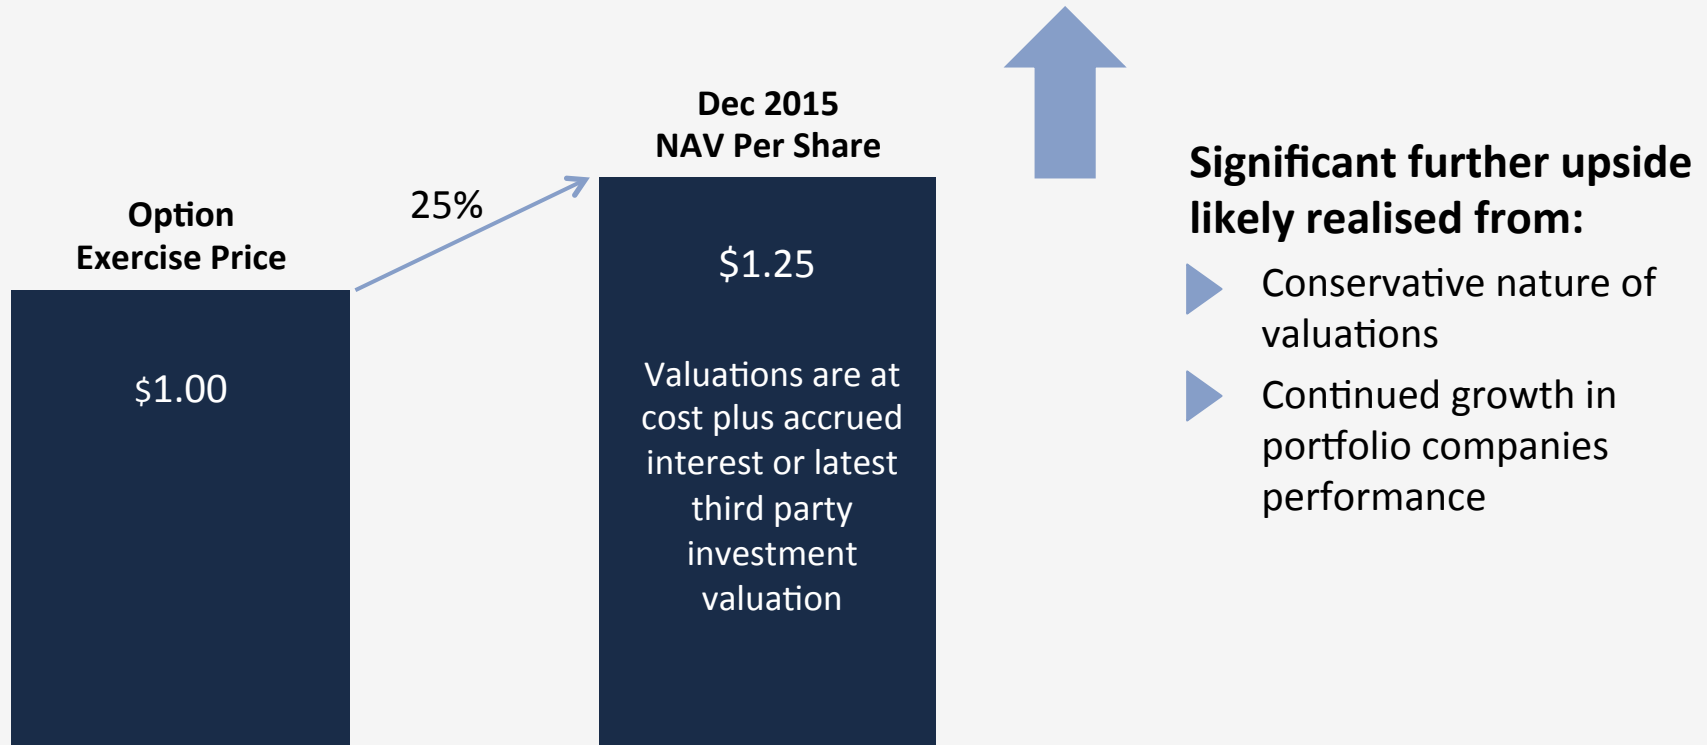 Option
Exercise Price
$1.00
25%
Dec 2015
NAV Per Share
$1.25
Valuations are at
cost plus accrued
interest or latest
third party
investment
valuation
Significant further upside
likely realised from:
Conservative nature of
valuations
Continued growth in
portfolio companies
performance